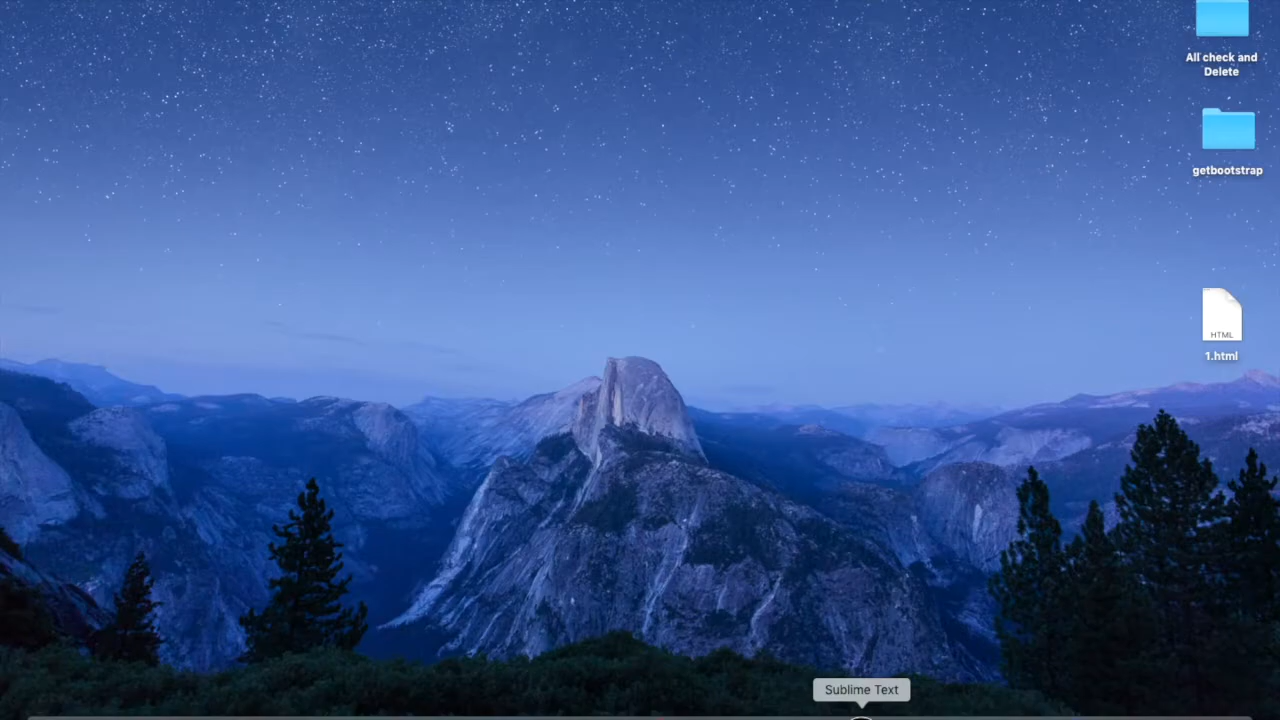 All check and
Delete
getbootstrap
HTML
1.html
Sublime Text